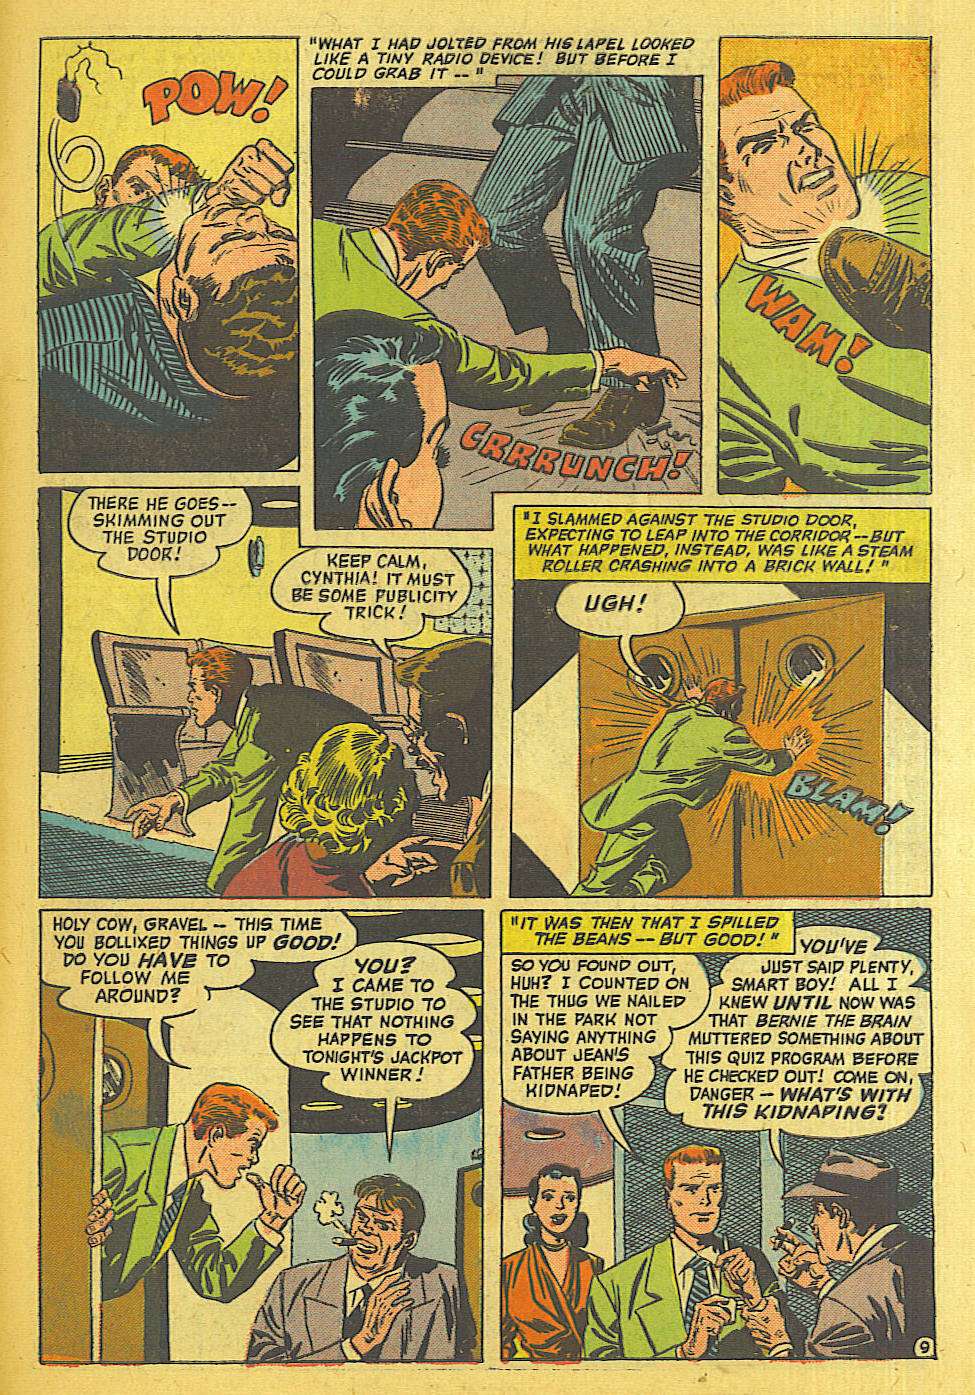 POW!
"WHAT I HAD JOLTED FROM HIS LAPEL LOOKED
LIKE A TINY RADIO DEVICE! BUT BEFORE I
COULD GRAB IT -- "
CRRRUNCH!
WAM!
THERE HE GOES--
SKIMMING OUT
THE STUDIO
DOOR!
KEEP CALM,
CYNTHIA! IT MUST
BE SOME PUBLICITY
TRICK!
"I SLAMMED AGAINST THE STUDIO DOOR,
EXPECTING TO LEAP INTO THE CORRIDOR--BUT
WHAT HAPPENED, INSTEAD, WAS LIKE A STEAM
ROLLER CRASHING INTO A BRICK WALL!"
UGH!
BLAM!
HOLY COW, GRAVEL -- THIS TIME
YOU BOLLIXED THINGS UP GOOD!
DO YOU HAVE TO
FOLLOW ME
AROUND?
YOU?
I CAME TO
THE STUDIO TO
SEE THAT NOTHING
HAPPENS TO
TONIGHT'S JACKPOT
WINNER!
"IT WAS THEN THAT I SPILLED
THE BEANS -- BUT GOOD!"
SO YOU FOUND OUT,
HUH? I COUNTED ON
THE THUG WE NAILED
IN THE PARK NOT
SAYING ANYTHING
ABOUT JEAN'S
FATHER BEING
KIDNAPED!
YOU'VE
JUST SAID PLENTY,
SMART BOY! ALL I
KNEW UNTIL NOW WAS
THAT BERNIE THE BRAIN
MUTTERED SOMETHING ABOUT
THIS QUIZ PROGRAM BEFORE
HE CHECKED OUT! COME ON,
DANGER -- WHAT'S WITH
THIS KIDNAPING?
9